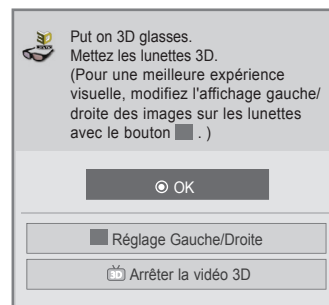 Put on 3D glasses.
Mettez les lunettes 3D.
(Pour une meilleure expérience
visuelle, modifiez l'affichage gauche/
droite des images sur les lunettes
avec le bouton . )
OK
Réglage Gauche/Droite
3D Arrêter la vidéo 3D